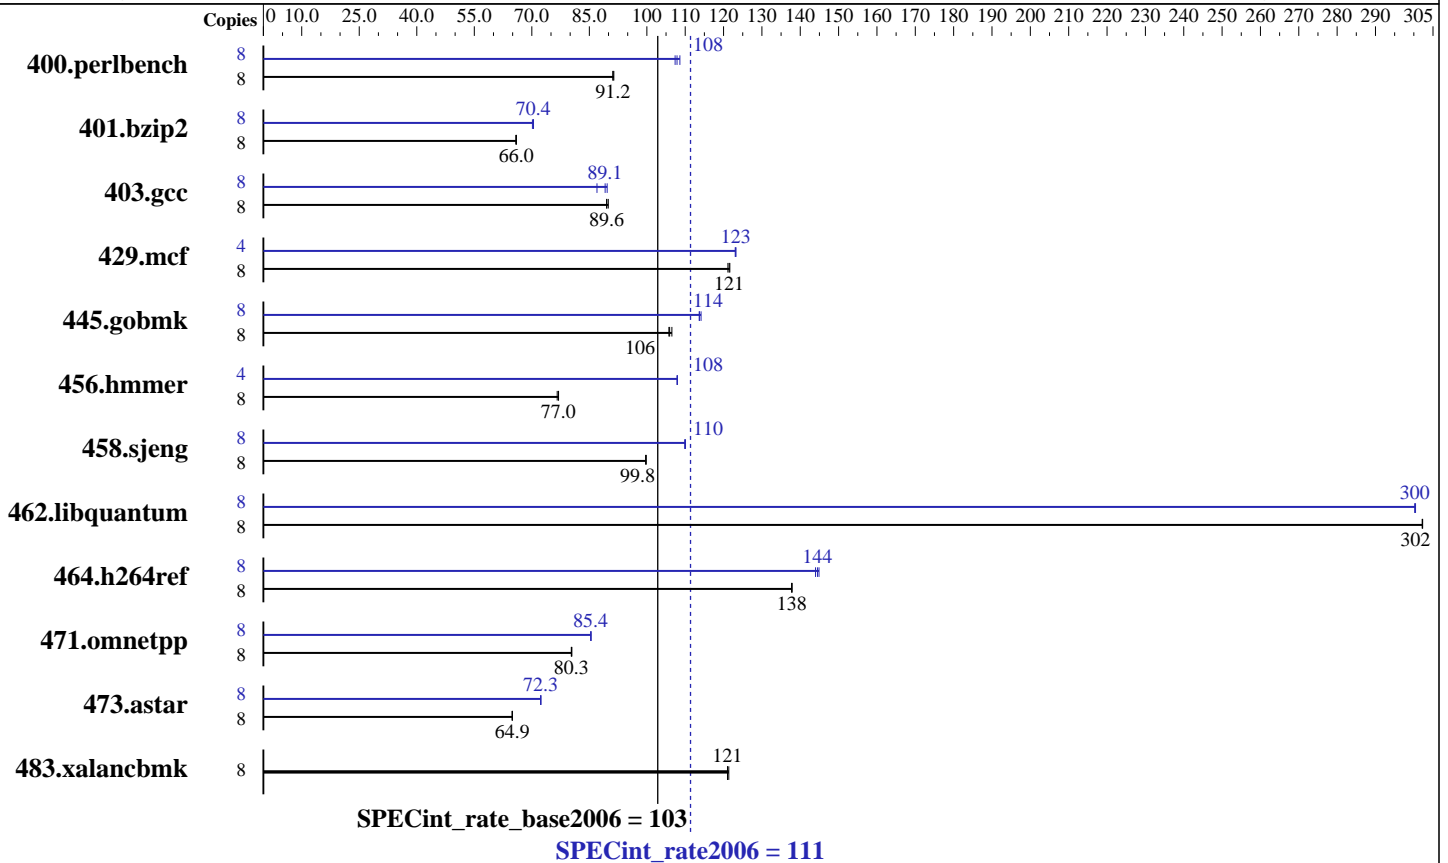 Copies 0 10.0 25.0 40.0 55.0 70.0 85.0 100 110 120 130 140 150 160 170 180 190 200 210 220 230 240 250 260 270 280 290 305
400.perlbench 8 108
8 91.2
401.bzip2 8 70.4
8 66.0
403.gcc 8 89.1
8 89.6
429.mcf 4 123
8 121
445.gobmk 8 114
8 106
456.hmmer 4 108
8 77.0
458.sjeng 8 110
8 99.8
462.libquantum 8 300
8 302
464.h264ref 8 144
8 138
471.omnetpp 8 85.4
8 80.3
473.astar 8 72.3
8 64.9
483.xalancbmk 8 121
SPECint_rate_base2006 = 103
SPECint_rate2006 = 111